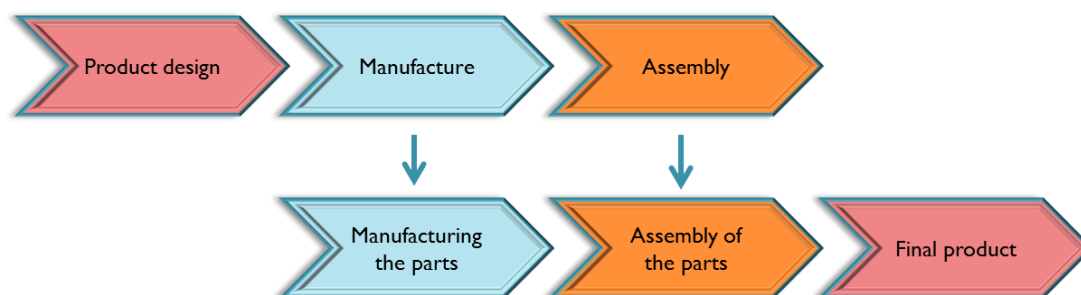 Product design
Manufacture
Assembly
Manufacturing
the parts
Assembly of
the parts
Final product